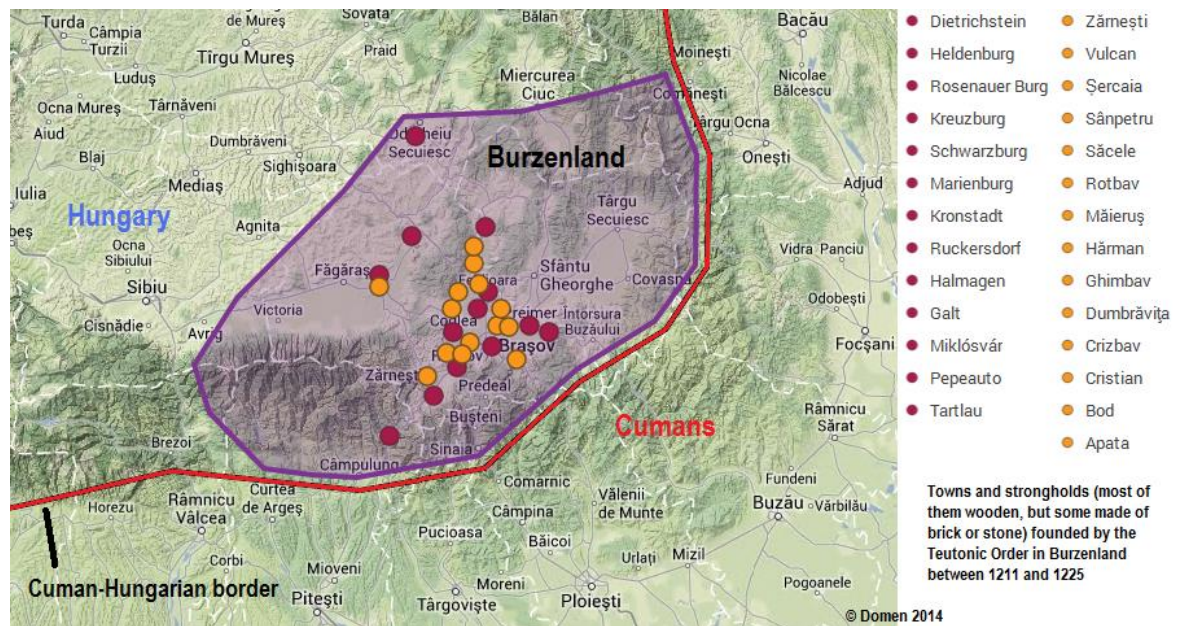 Turda
Câmpia
Turzii
de Mureş
Sovata
Bălan
Bacău
Tîrgu Mureş
Praid
Moineşti
Luduş
Miercurea
Ciuc
Nicolae
Bălcescu
Ocna Mureş
Târnăveni
Comăneşti
Aiud
Dumbrăveni
Odorheiu
Secuiesc
Târgu Ocna
Blaj
Sighişoara
Burzenland
Oneşti
Iulia
Mediaş
Adjud
Hungary
Agnita
Târgu
Secuiesc
Ocna
Sibiului
Vidra
Panciu
Făgăraş
Sfântu
Gheorghe
Covasna
Sibiu
Victoria
Odobeşti
Cisnădie
Codlea
Întorsura
Buzăului
Avrig
Braşov
Focşani
Zărneşti
Predeal
Râmnicu
Sărat
Buşteni
Cumans
Brezoi
Sinaia
Câmpulung
Comarnic
Fundeni
Horezu
Râmnicu
Vâlcea
Curtea
de Argeş
Câmpina
Vălenii
de Munte
Buzău
Vărbilău
Pucioasa
Băicoi
Corbi
Mioveni
Urlaţi
Mizil
Cuman-Hungarian border
Piteşti
Moreni
Târgovişte
Ploieşti
Pogoanele
© Domen 2014
Dietrichstein
Heldenburg
Rosenauer Burg
Kreuzburg
Schwarzburg
Marienburg
Kronstadt
Ruckersdorf
Halmagen
Galt
Miklósvár
Pepeauto
Tartlau
Zărnești
Vulcan
Șercaia
Sânpetru
Săcele
Rotbav
Măieruș
Hărman
Ghimbav
Dumbrăvița
Crizbav
Cristian
Bod
Apata
Towns and strongholds (most of
them wooden, but some made of
brick or stone) founded by the
Teutonic Order in Burzenland
between 1211 and 1225